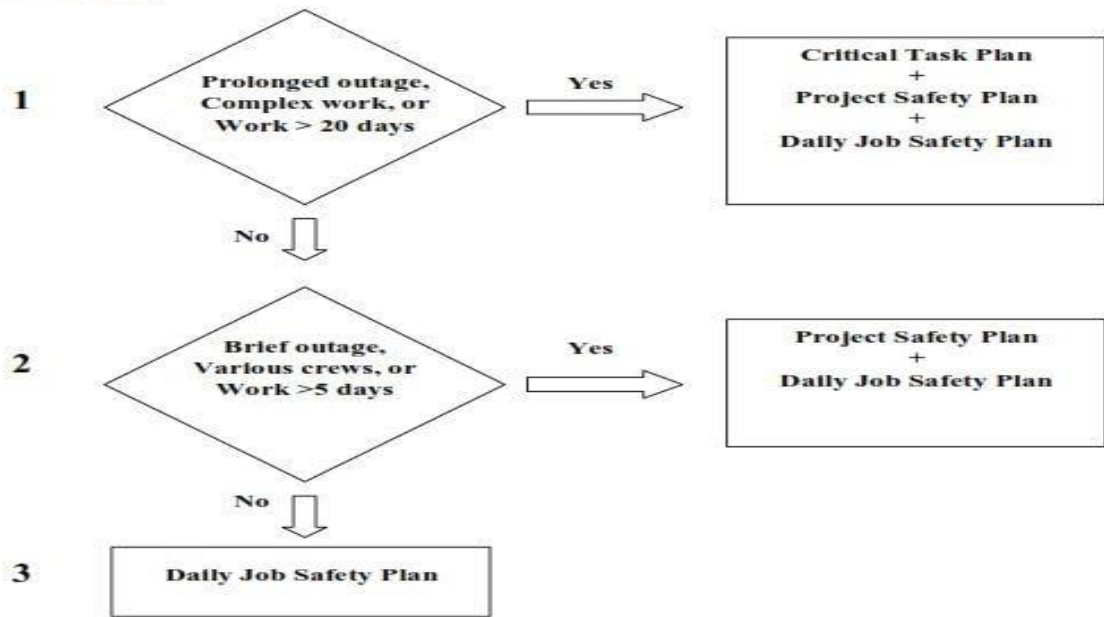 1
Prolonged outage,
Complex work, or
Work > 20 days
Yes
Critical Task Plan
+
Project Safety Plan
+
Daily Job Safety Plan
No
2
Brief outage,
Various crews, or
Work >5 days
Yes
Project Safety Plan
+
Daily Job Safety Plan
No
3
Daily Job Safety Plan